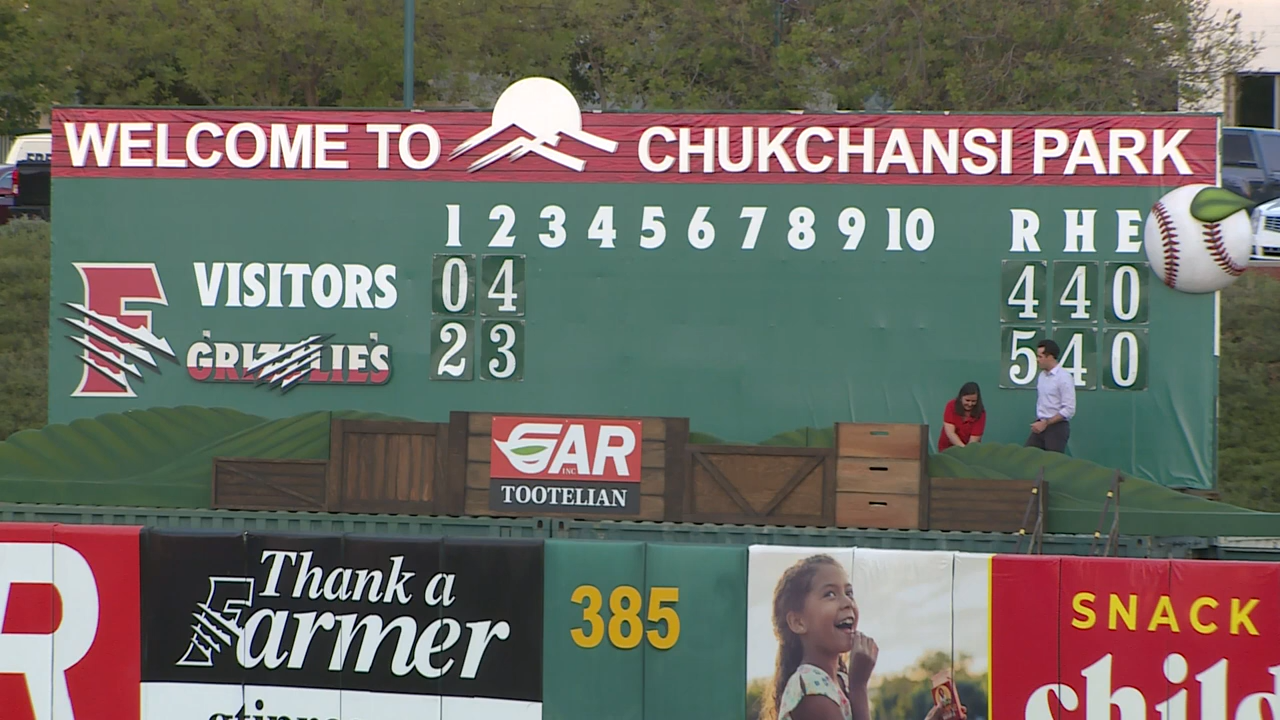 WELCOME TO CHUKCHANSI PARK
1 2 3 4 5 6 7 8 9 10 R H E
F VISITORS 0 4 4 4 0
GRIZZLIES 2 3 5 4 0
GAR
INC
TOOTELIAN
Thank a
Farmer
385
SNACK
R